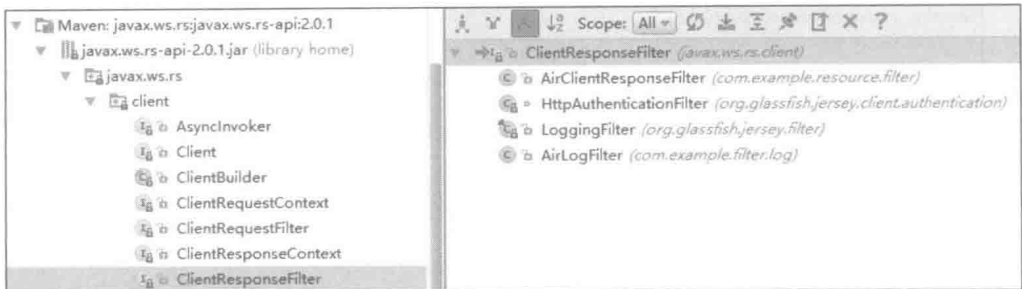 Maven: javax.ws.rs:javax.ws.rs-api:2.0.1
javax.ws.rs-api-2.0.1.jar (library home)
javax.ws.rs
client
AsyncInvoker
Client
ClientBuilder
ClientRequestContext
ClientRequestFilter
ClientResponseContext
ClientResponseFilter
Scope: All
ClientResponseFilter (javax.ws.rs.client)
AirClientResponseFilter (com.example.resource.filter)
HttpAuthenticationFilter (org.glassfish.jersey.client.authentication)
LoggingFilter (org.glassfish.jersey.filter)
AirLogFilter (com.example.filter.log)